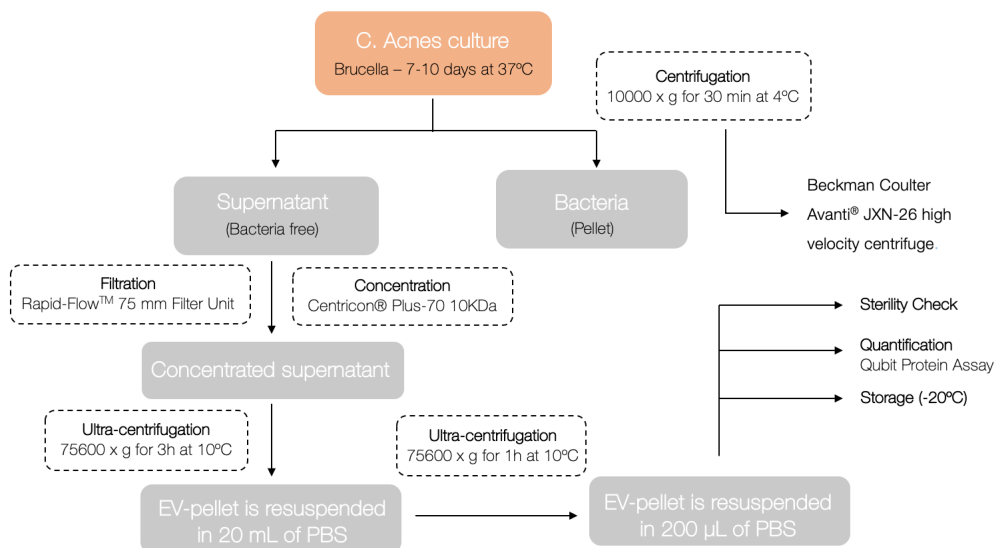 C. Acnes culture
Brucella – 7-10 days at 37ºC
Centrifugation
10000 x g for 30 min at 4ºC
Supernatant
(Bacteria free)
Bacteria
(Pellet)
Beckman Coulter
Avanti® JXN-26 high
velocity centrifuge.
Filtration
Rapid-Flow™ 75 mm Filter Unit
Concentration
Centricon® Plus-70 10KDa
Sterility Check
Quantification
Qubit Protein Assay
Storage (-20ºC)
Concentrated supernatant
Ultra-centrifugation
75600 x g for 3h at 10ºC
Ultra-centrifugation
75600 x g for 1h at 10ºC
EV-pellet is resuspended
in 20 mL of PBS
EV-pellet is resuspended
in 200 µL of PBS